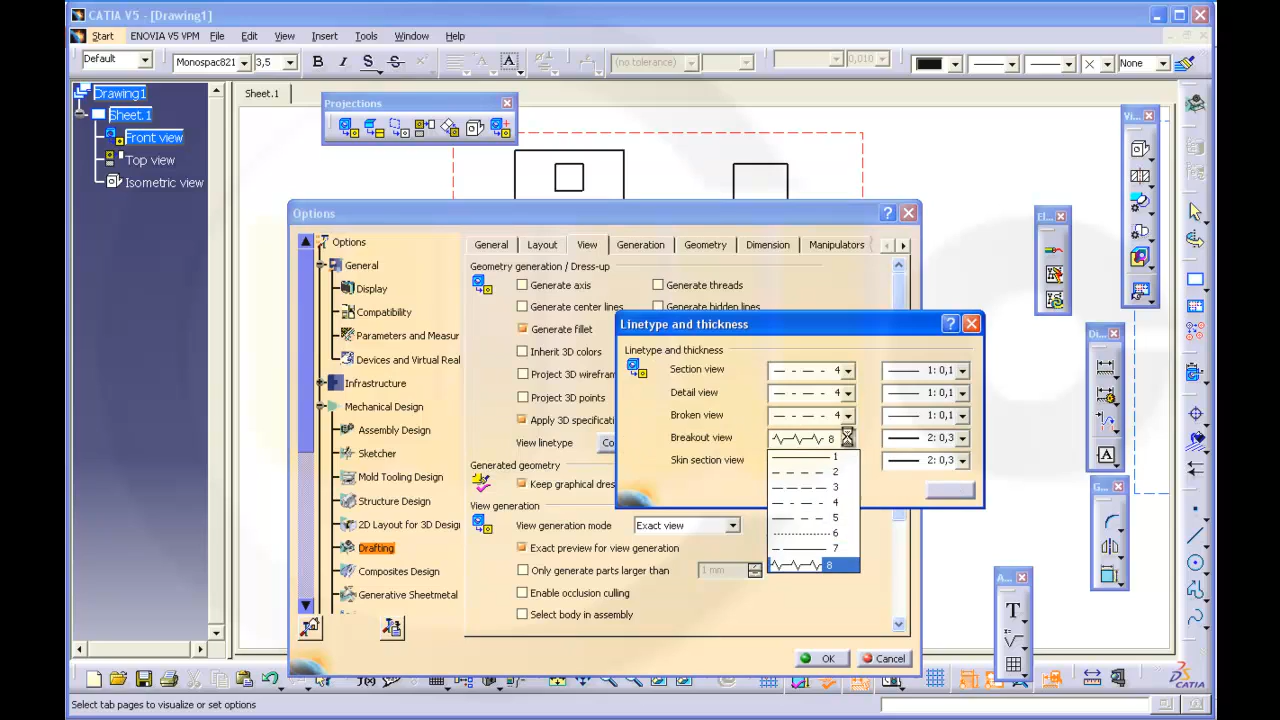 CATIA V5 - [Drawing1]
Start ENOVIA V5 VPM File Edit View Insert Tools Window Help
Default Monospac821 3,5 B I S S A (no tolerance) 0,010 None
Drawing1
Sheet.1
Front view
Top view
Isometric view
Sheet.1
Projections
Vi...
El...
Di...
G...
A...
Options
Options
General
Display
Compatibility
Parameters and Measur
Devices and Virtual Real
Infrastructure
Mechanical Design
Assembly Design
Sketcher
Mold Tooling Design
Structure Design
2D Layout for 3D Design
Drafting
Composites Design
Generative Sheetmetal
General Layout View Generation Geometry Dimension Manipulators
Geometry generation / Dress-up
Generate axis Generate threads
Generate center lines Generate hidden lines
Generate fillet
Inherit 3D colors
Project 3D wirefram
Project 3D points
Apply 3D specificati
View linetype Co
Generated geometry
Keep graphical dres
View generation
View generation mode Exact view
Exact preview for view generation
Only generate parts larger than 1 mm
Enable occlusion culling
Select body in assembly
OK Cancel
Linetype and thickness
Linetype and thickness
Section view 4 1: 0,1
Detail view 4 1: 0,1
Broken view 4 1: 0,1
Breakout view 8 2: 0,3
Skin section view 2: 0,3
1
2
3
4
5
6
7
8
CATIA
Select tab pages to visualize or set options